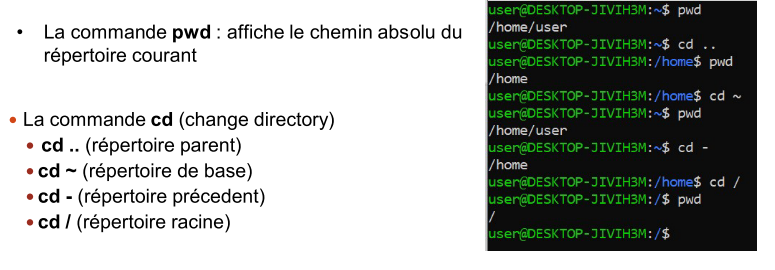 • La commande pwd : affiche le chemin absolu du
répertoire courant
• La commande cd (change directory)
• cd .. (répertoire parent)
• cd ~ (répertoire de base)
• cd - (répertoire précedent)
• cd / (répertoire racine)
user@DESKTOP-JIVIH3M:~$ pwd
/home/user
user@DESKTOP-JIVIH3M:~$ cd ..
user@DESKTOP-JIVIH3M:/home$ pwd
/home
user@DESKTOP-JIVIH3M:/home$ cd ~
user@DESKTOP-JIVIH3M:~$ pwd
/home/user
user@DESKTOP-JIVIH3M:~$ cd -
/home
user@DESKTOP-JIVIH3M:/home$ cd /
user@DESKTOP-JIVIH3M:/$ pwd
/
user@DESKTOP-JIVIH3M:/$